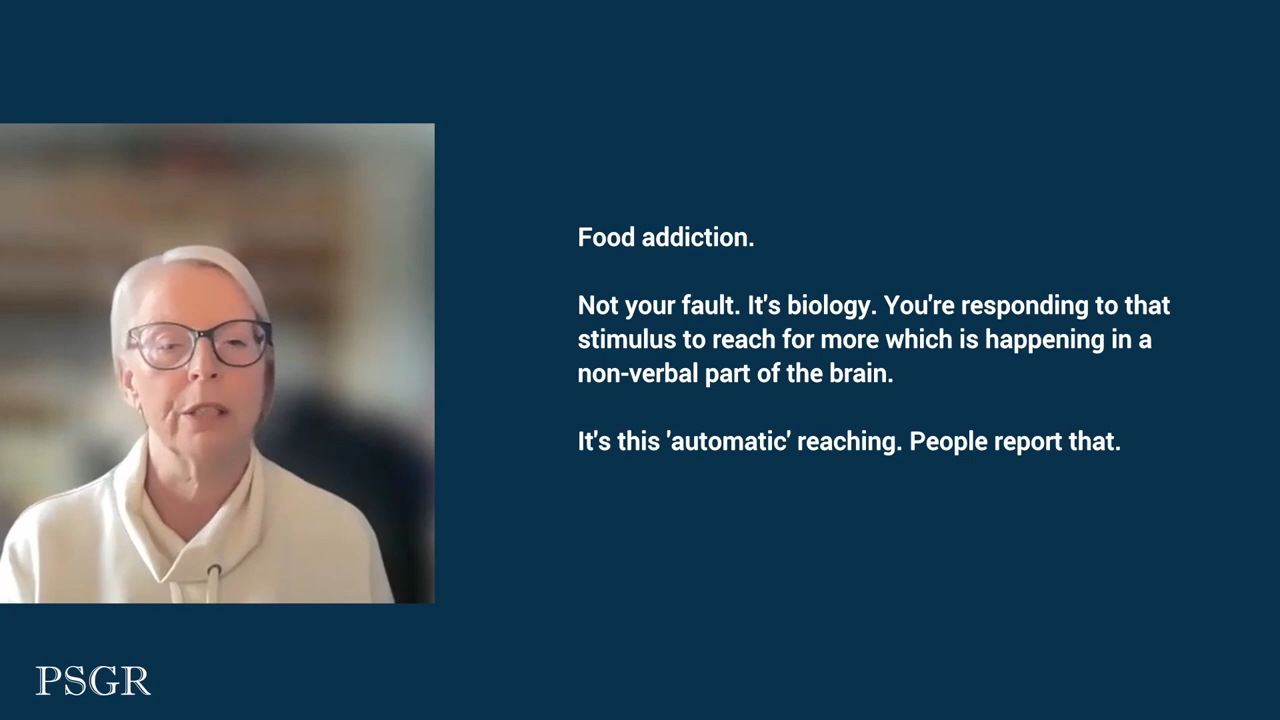 Food addiction.
Not your fault. It's biology. You're responding to that
stimulus to reach for more which is happening in a
non-verbal part of the brain.
It's this 'automatic' reaching. People report that.
PSGR